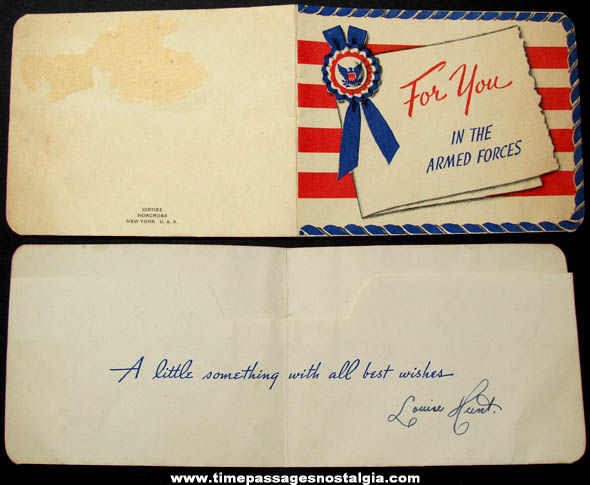 For You
IN THE
ARMED FORCES
10R1182
NORCROSS
NEW YORK U. S. A.
A little something with all best wishes
Louise Hunt.
www.timepassagesnostalgia.com